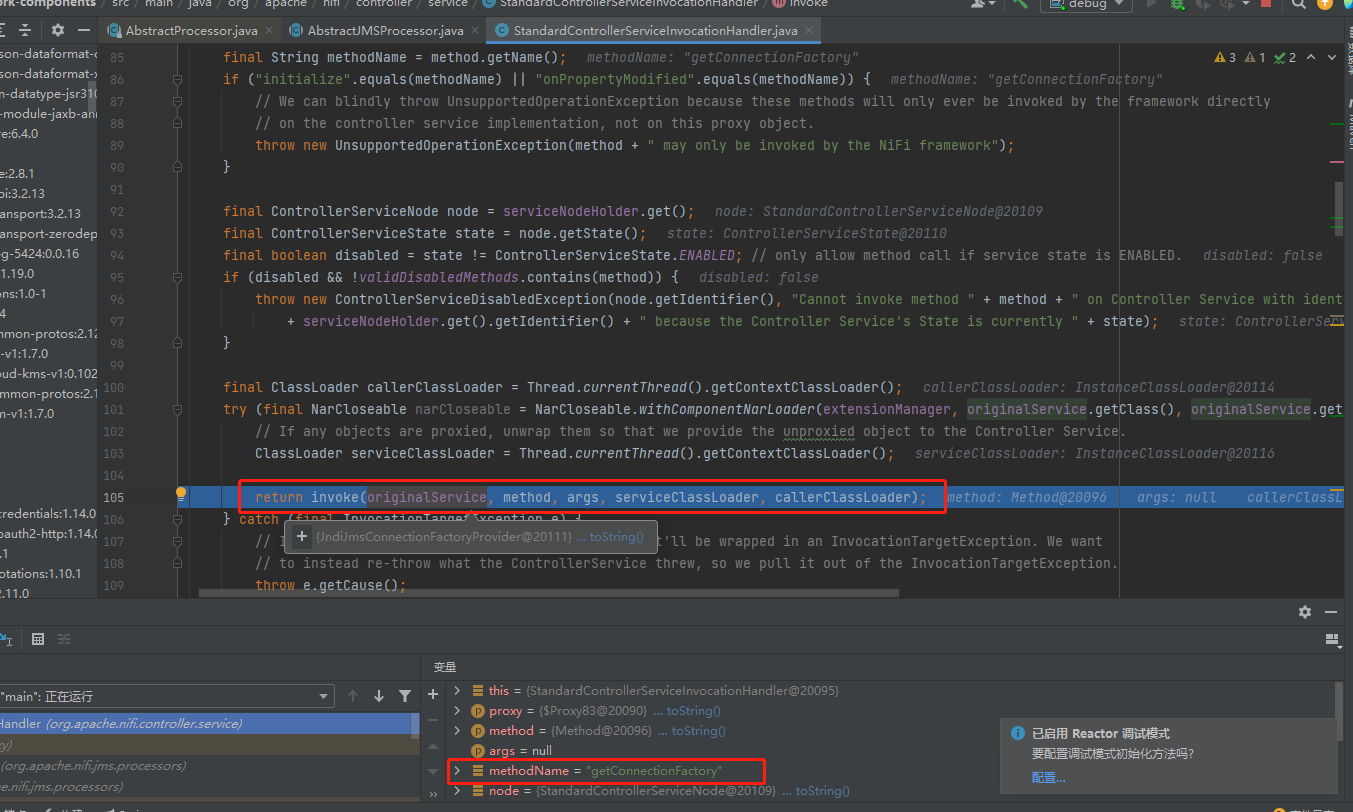 rk-components src main java org apache nifi controller service StandardControllerServiceInvocationHandler invoke debug
AbstractProcessor.java AbstractJMSProcessor.java StandardControllerServiceInvocationHandler.java
son-dataformat-c
son-dataformat-x
n-datatype-jsr310
-module-jaxb-ann
re:6.4.0
e:2.8.1
pi:3.2.13
ansport:3.2.13
ansport-zerodep
g-5424:0.0.16
1.19.0
ons:1.0-1
4
mmon-protos:2.12
-v1:1.7.0
oud-kms-v1:0.102
ommon-protos:2.1
m-v1:1.7.0
credentials:1.14.0
oauth2-http:1.14.0
.1
otations:1.10.1
2.11.0
3 1 2
85 final String methodName = method.getName(); methodName: "getConnectionFactory"
86 if ("initialize".equals(methodName) || "onPropertyModified".equals(methodName)) { methodName: "getConnectionFactory"
87 // We can blindly throw UnsupportedOperationException because these methods will only ever be invoked by the framework directly
88 // on the controller service implementation, not on this proxy object.
89 throw new UnsupportedOperationException(method + " may only be invoked by the NiFi framework");
90 }
91
92 final ControllerServiceNode node = serviceNodeHolder.get(); node: StandardControllerServiceNode@20109
93 final ControllerServiceState state = node.getState(); state: ControllerServiceState@20110
94 final boolean disabled = state != ControllerServiceState.ENABLED; // only allow method call if service state is ENABLED. disabled: false
95 if (disabled && !validDisabledMethods.contains(method)) { disabled: false
96 throw new ControllerServiceDisabledException(node.getIdentifier(), "Cannot invoke method " + method + " on Controller Service with ident
97 + serviceNodeHolder.get().getIdentifier() + " because the Controller Service's State is currently " + state); state: ControllerServ
98 }
99
100 final ClassLoader callerClassLoader = Thread.currentThread().getContextClassLoader(); callerClassLoader: InstanceClassLoader@20114
101 try (final NarCloseable narCloseable = NarCloseable.withComponentNarLoader(extensionManager, originalService.getClass(), originalService.get
102 // If any objects are proxied, unwrap them so that we provide the unproxied object to the Controller Service.
103 ClassLoader serviceClassLoader = Thread.currentThread().getContextClassLoader(); serviceClassLoader: InstanceClassLoader@20116
104
105 return invoke(originalService, method, args, serviceClassLoader, callerClassLoader); method: Method@20096 args: null callerClassL
106 } catch (final InvocationTargetException e) {
+ {JndiJmsConnectionFactoryProvider@20111} ... toString()
107 // I t'll be wrapped in an InvocationTargetException. We want
108 // to instead re-throw what the ControllerService threw, so we pull it out of the InvocationTargetException.
109 throw e.getCause();
变量
"main": 正在运行
Handler (org.apache.nifi.controller.service)
xy)
(org.apache.nifi.jms.processors)
he.nifi.jms.processors)
this = {StandardControllerServiceInvocationHandler@20095}
proxy = {$Proxy83@20090} ... toString()
method = {Method@20096} ... toString()
args = null
methodName = "getConnectionFactory"
node = {StandardControllerServiceNode@20109} ... toString()
已启用 Reactor 调试模式
要配置调试模式初始化方法吗?
配置...